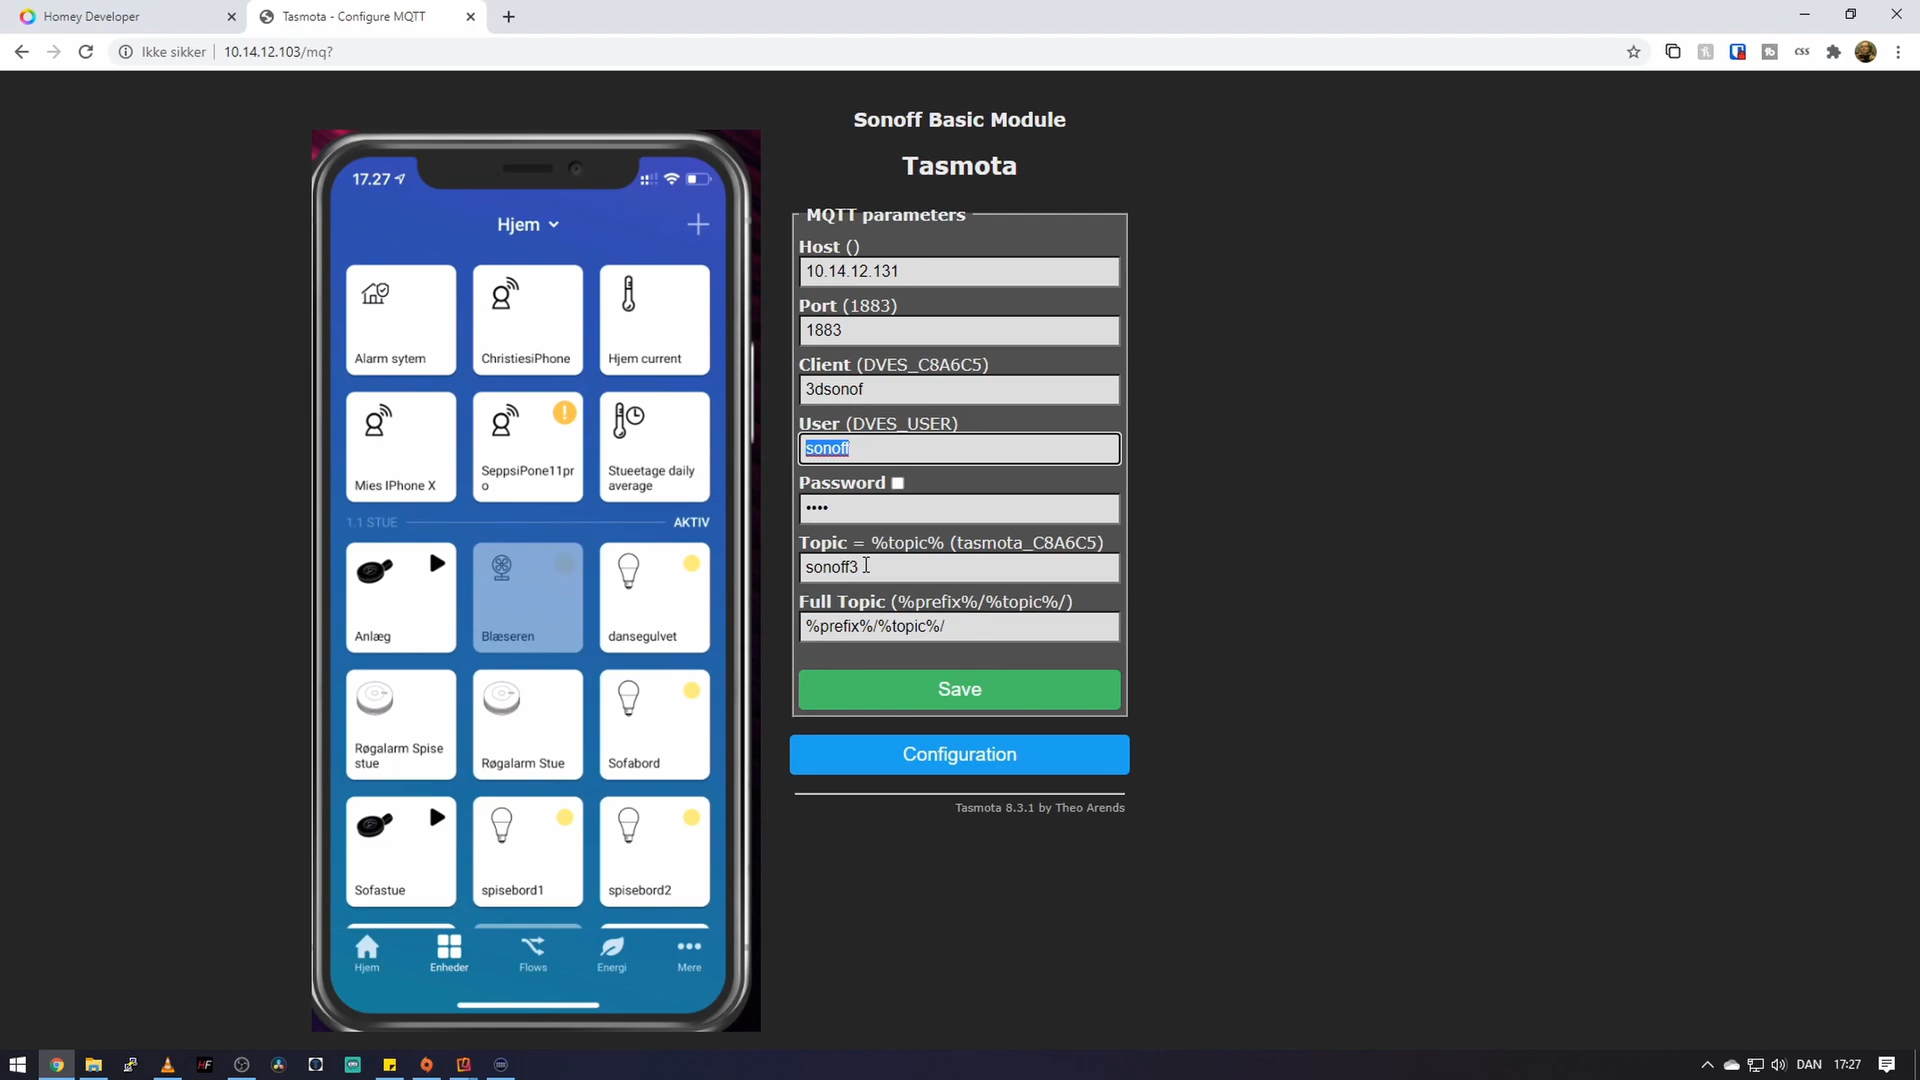 Homey Developer
Tasmota - Configure MQTT
Ikke sikker
10.14.12.103/mq?
CSS
Sonoff Basic Module
Tasmota
17.27
Hjem
Alarm sytem
ChristiesiPhone
Hjem current
Mies IPhone X
SeppsiPone11pr
o
Stueetage daily
average
1.1 STUE
AKTIV
Anlæg
Blæseren
dansegulvet
Røgalarm Spise
stue
Røgalarm Stue
Sofabord
Sofastue
spisebord1
spisebord2
Hjem
Enheder
Flows
Energi
Mere
MQTT parameters
Host ()
10.14.12.131
Port (1883)
1883
Client (DVES_C8A6C5)
3dsonof
User (DVES_USER)
sonoff
Password
••••
Topic = %topic% (tasmota_C8A6C5)
sonoff3
Full Topic (%prefix%/%topic%/)
%prefix%/%topic%/
Save
Configuration
Tasmota 8.3.1 by Theo Arends
HF
DAN
17:27